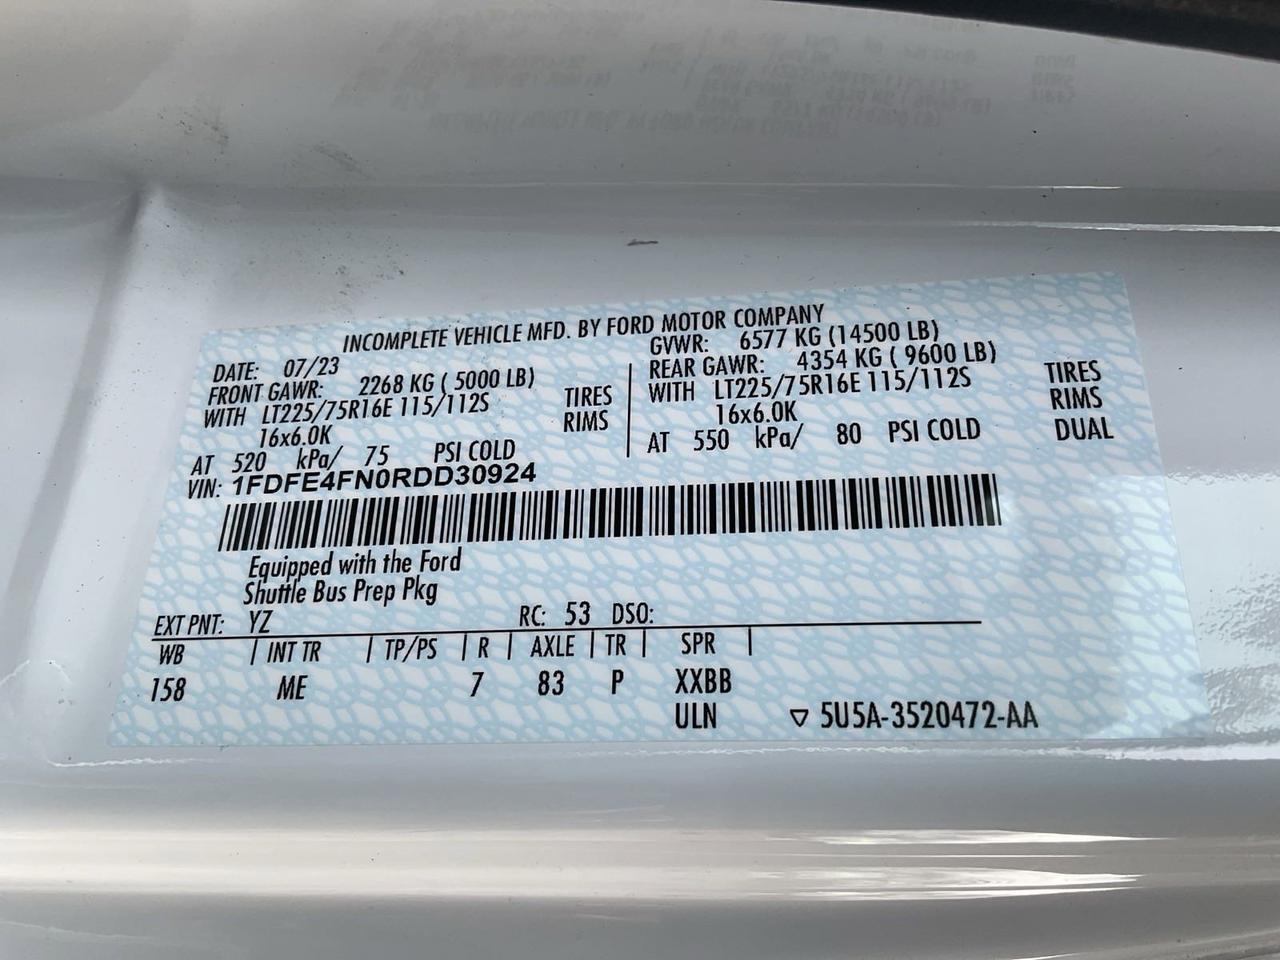 INCOMPLETE VEHICLE MFD. BY FORD MOTOR COMPANY
DATE: 07/23
FRONT GAWR: 2268 KG ( 5000 LB)
WITH LT225/75R16E 115/112S TIRES
16x6.0K RIMS
AT 520 kPa/ 75 PSI COLD
GVWR: 6577 KG (14500 LB)
REAR GAWR: 4354 KG ( 9600 LB)
WITH LT225/75R16E 115/112S TIRES
16x6.0K RIMS
AT 550 kPa/ 80 PSI COLD DUAL
VIN: 1FDFE4FN0RDD30924
Equipped with the Ford
Shuttle Bus Prep Pkg
EXT PNT: YZ RC: 53 DSO:
WB | INT TR | TP/PS | R | AXLE | TR | SPR |
158 ME 7 83 P XXBB
ULN ▽ 5U5A-3520472-AA